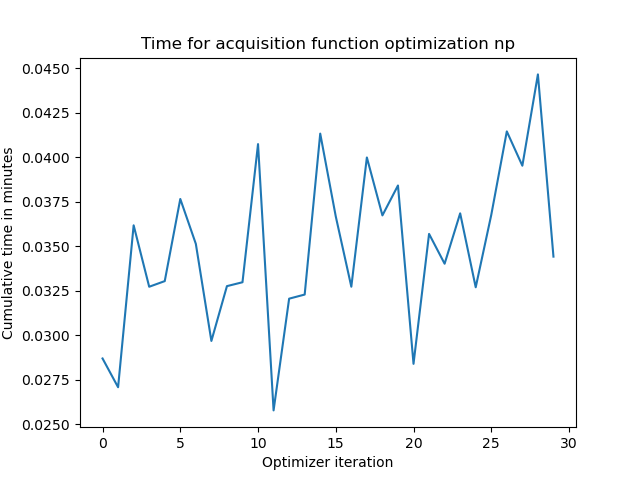 Time for acquisition function optimization np
Cumulative time in minutes
0.0450
0.0425
0.0400
0.0375
0.0350
0.0325
0.0300
0.0275
0.0250
0 5 10 15 20 25 30
Optimizer iteration